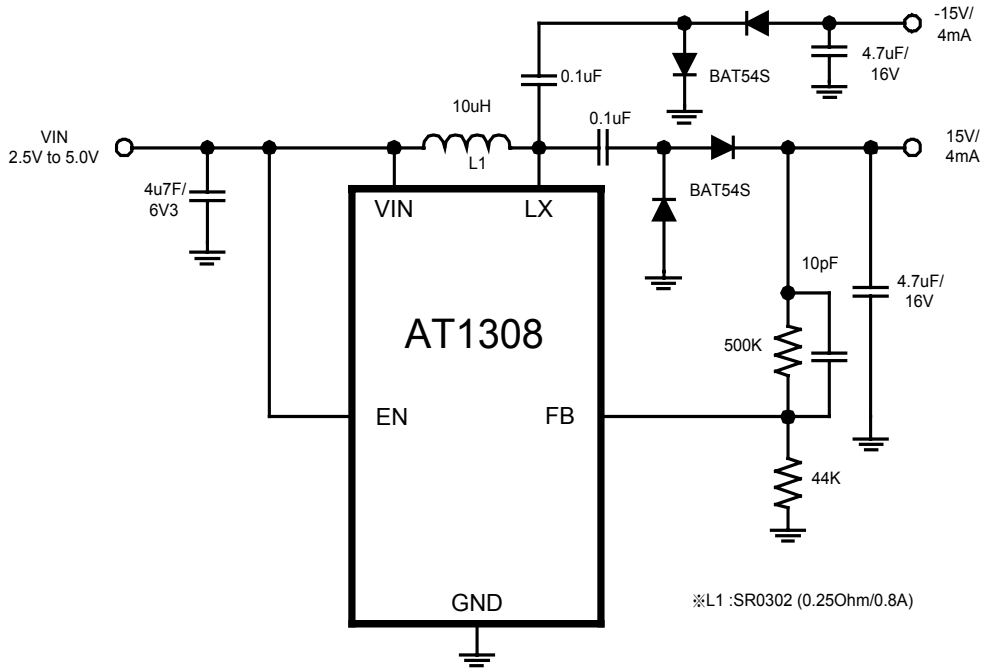 -15V/
4mA
4.7uF/
16V
BAT54S
0.1uF
10uH
0.1uF
VIN
2.5V to 5.0V
L1
15V/
4mA
4u7F/
6V3
BAT54S
VIN
LX
10pF
4.7uF/
16V
AT1308
500K
EN
FB
44K
GND
※L1 :SR0302 (0.25Ohm/0.8A)